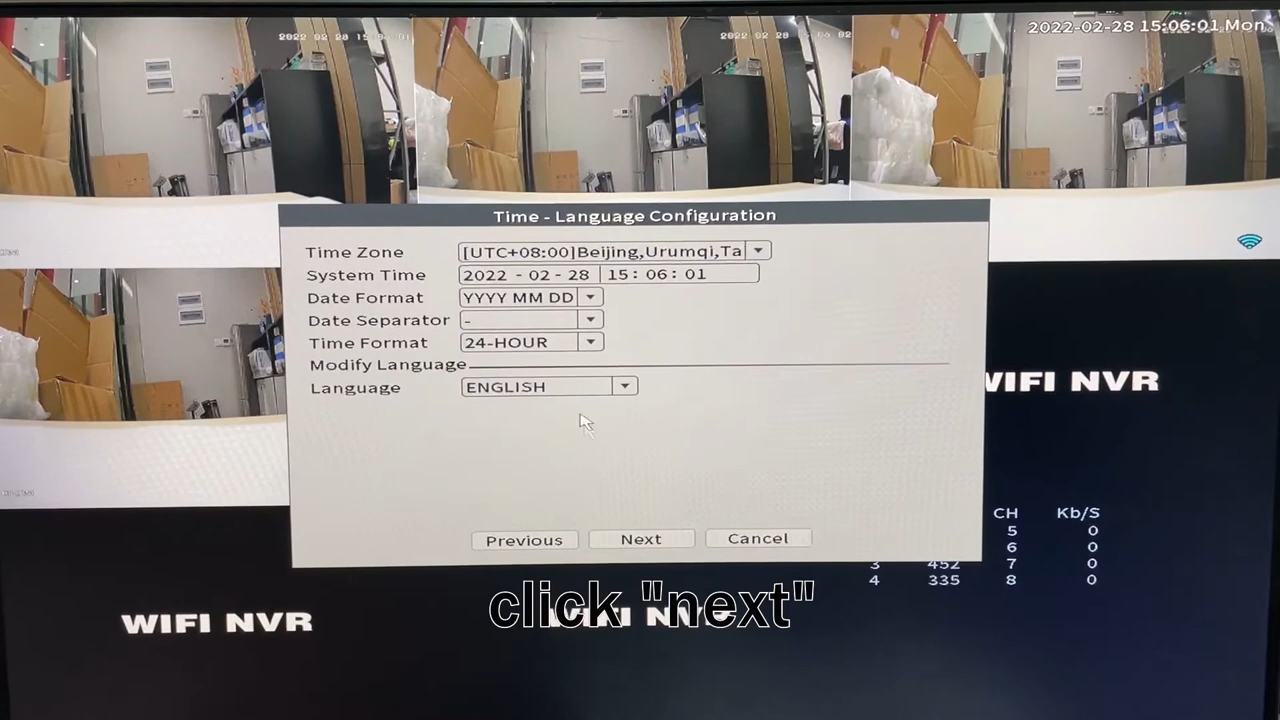 2022-02-28 15:06:01 Mon
Time - Language Configuration
Time Zone [UTC+08:00]Beijing,Urumqi,Ta
System Time 2022 - 02 - 28 15 : 06 : 01
Date Format YYYY MM DD
Date Separator -
Time Format 24-HOUR
Modify Language
Language ENGLISH
WIFI NVR
Previous Next Cancel
CH Kb/S
5 0
6 0
3 452 7 0
4 335 8 0
click "next"
WIFI NVR
WIFI NVR